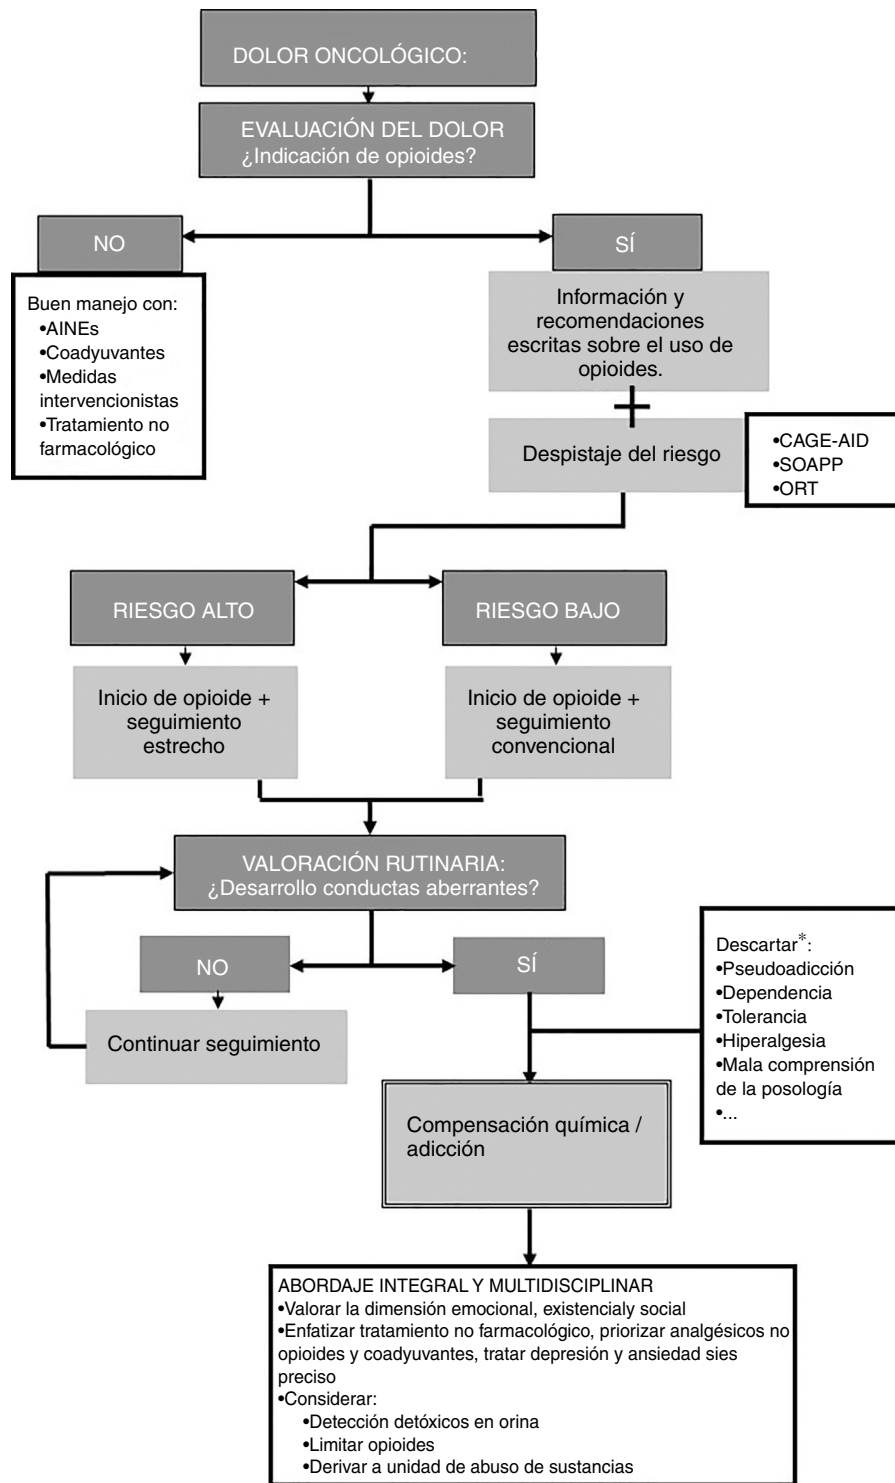 DOLOR ONCOLÓGICO:
EVALUACIÓN DEL DOLOR
¿Indicación de opioides?
NO
SÍ
Buen manejo con:
•AINEs
•Coadyuvantes
•Medidas
intervencionistas
•Tratamiento no
farmacológico
Información y
recomendaciones
escritas sobre el uso de
opioides.
Despistaje del riesgo
•CAGE-AID
•SOAPP
•ORT
RIESGO ALTO
RIESGO BAJO
Inicio de opioide +
seguimiento
estrecho
Inicio de opioide +
seguimiento
convencional
VALORACIÓN RUTINARIA:
¿Desarrollo conductas aberrantes?
NO
SÍ
Continuar seguimiento
Descartar*:
•Pseudoadicción
•Dependencia
•Tolerancia
•Hiperalgesia
•Mala comprensión
de la posología
•...
Compensación química /
adicción
ABORDAJE INTEGRAL Y MULTIDISCIPLINAR
•Valorar la dimensión emocional, existencialy social
•Enfatizar tratamiento no farmacológico, priorizar analgésicos no
opioides y coadyuvantes, tratar depresión y ansiedad sies
preciso
•Considerar:
•Detección detóxicos en orina
•Limitar opioides
•Derivar a unidad de abuso de sustancias